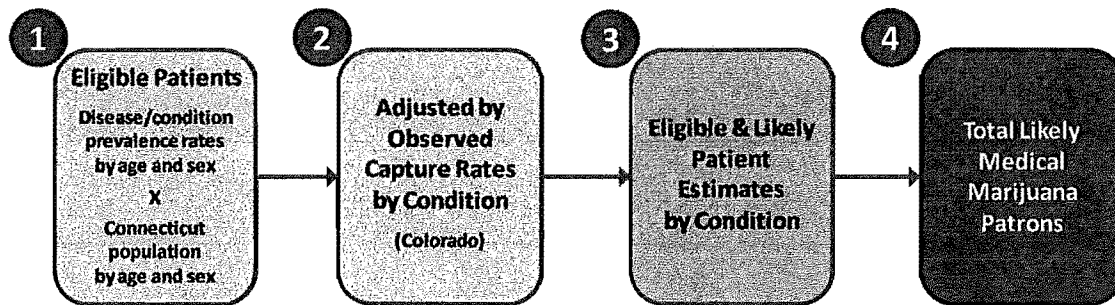 1
Eligible Patients
Disease/condition
prevalence rates
by age and sex
X
Connecticut
population
by age and sex
2
Adjusted by
Observed
Capture Rates
by Condition
(Colorado)
3
Eligible & Likely
Patient
Estimates
by Condition
4
Total Likely
Medical
Marijuana
Patrons